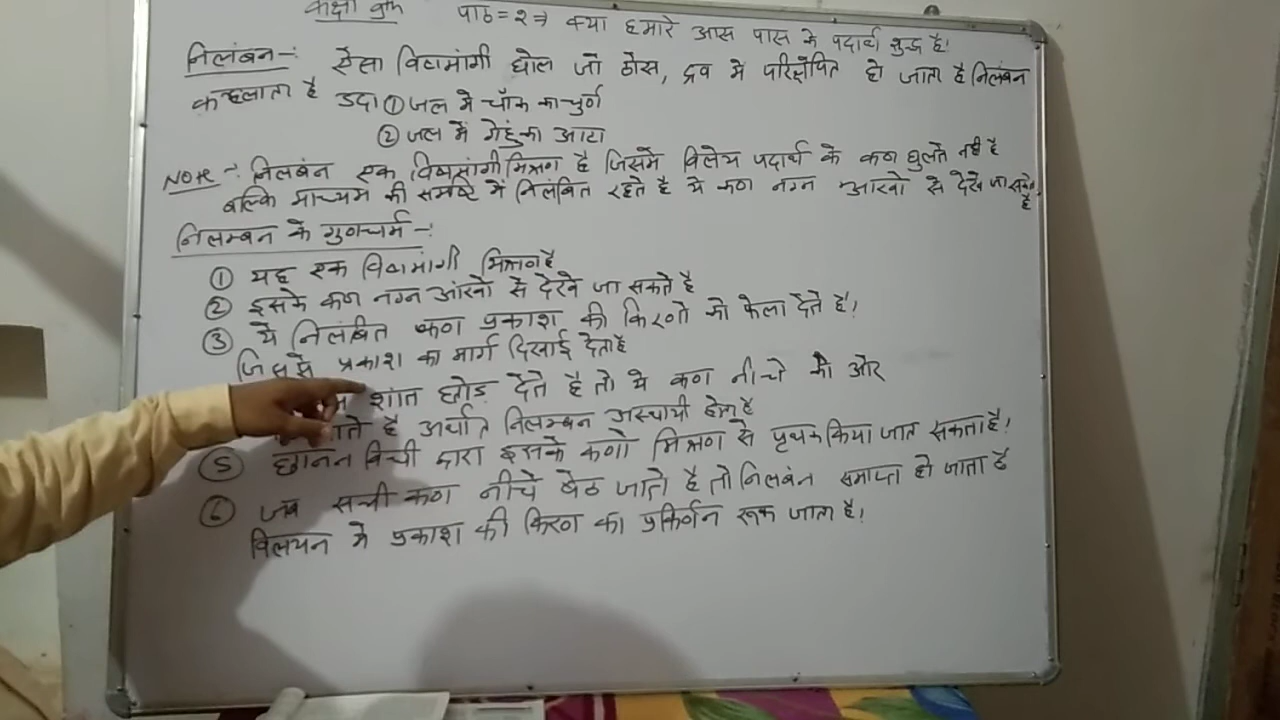 कक्षा 9th पाठ = २ ⇒ क्या हमारे आस पास के पदार्थ शुद्ध है!
निलंबन -: ऐसा विषमांगी घोल जो ठोस, द्रव मे परिक्षेपित हो जाता है निलंबन
कहलाता है उदा ① जल मे चॉक का चुर्ण
② जल में गेहुं का आटा
NOTE -: निलंबन एक विषमांगी मिश्रण है जिसमे विलेय पदार्थ के कण घुलते नही है
बल्कि माध्यम की समष्टि में निलंबित रहते है ये कण नग्न आंखो से देखे जा सकते है
निलम्बन के गुणधर्म -:
① यह एक विषमांगी मिश्रण है
② इसके कण नग्न आंखो से देखे जा सकते है
③ ये निलंबित कण प्रकाश की किरणो को फेला देते है!
जिससे प्रकाश का मार्ग दिखाई देता है
शांत छोड देते है तो ये कण नीचे की ओर
जाते है अर्थात निलम्बन अस्थायी होता है
⑤ छानन विधी द्वारा इसके कणो मिश्रण से पृथक किया जात सकता है!
⑥ जब सभी कण नीचे बेठ जाते है तो निलंबन समाप्त हो जाता है
विलयन मे प्रकाश की किरण का प्रकिर्णन रूक जाता है!